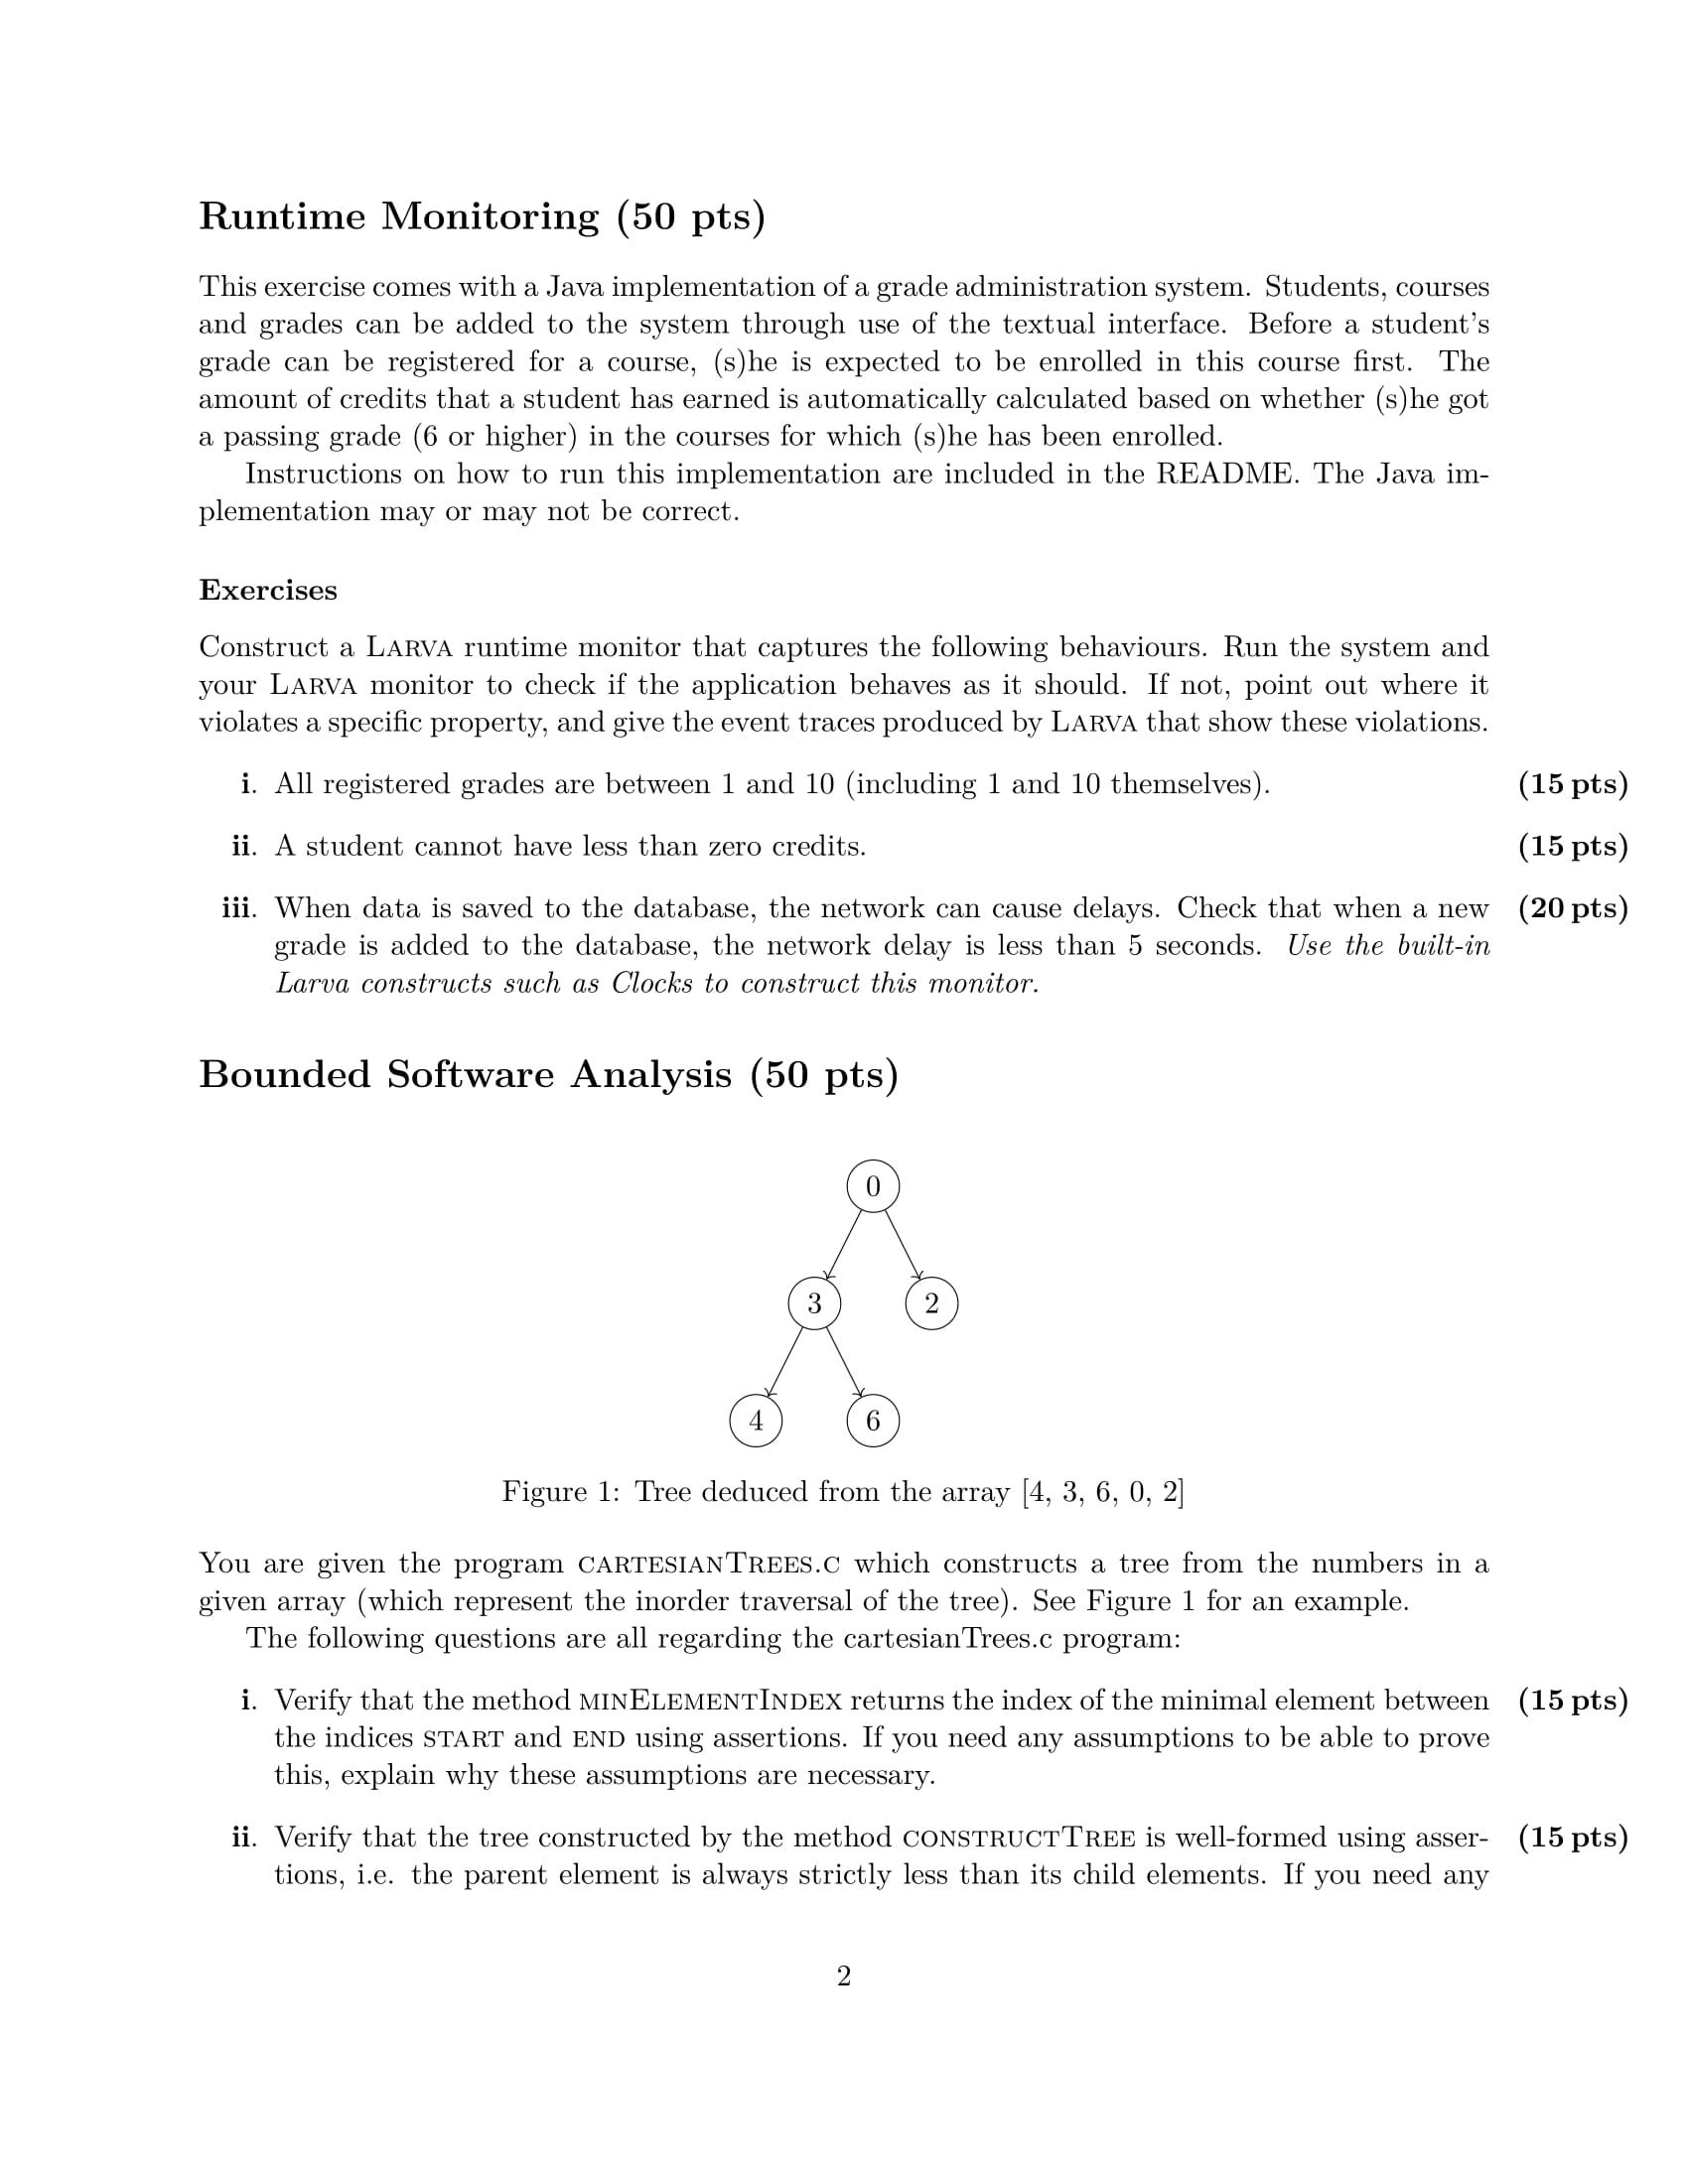 Runtime Monitoring (50 pts)
This exercise comes with a Java implementation of a grade administration system. Students, courses
and grades can be added to the system through use of the textual interface. Before a student's
grade can be registered for a course, (s)he is expected to be enrolled in this course first. The
amount of credits that a student has earned is automatically calculated based on whether (s)he got
a passing grade (6 or higher) in the courses for which (s)he has been enrolled.
Instructions on how to run this implementation are included in the README. The Java im-
plementation may or may not be correct.
Exercises
Construct a LARVA runtime monitor that captures the following behaviours. Run the system and
your LARVA monitor to check if the application behaves as it should. If not, point out where it
violates a specific property, and give the event traces produced by LARVA that show these violations.
i. All registered grades are between 1 and 10 (including 1 and 10 themselves). (15 pts)
ii. A student cannot have less than zero credits. (15 pts)
iii. When data is saved to the database, the network can cause delays. Check that when a new (20 pts)
grade is added to the database, the network delay is less than 5 seconds. Use the built-in
Larva constructs such as Clocks to construct this monitor.
Bounded Software Analysis (50 pts)
0
3 2
4 6
Figure 1: Tree deduced from the array [4, 3, 6, 0, 2]
You are given the program CARTESIANTREES.C which constructs a tree from the numbers in a
given array (which represent the inorder traversal of the tree). See Figure 1 for an example.
The following questions are all regarding the cartesianTrees.c program:
i. Verify that the method MINELEMENTINDEX returns the index of the minimal element between (15 pts)
the indices START and END using assertions. If you need any assumptions to be able to prove
this, explain why these assumptions are necessary.
ii. Verify that the tree constructed by the method CONSTRUCTTREE is well-formed using asser- (15 pts)
tions, i.e. the parent element is always strictly less than its child elements. If you need any
2